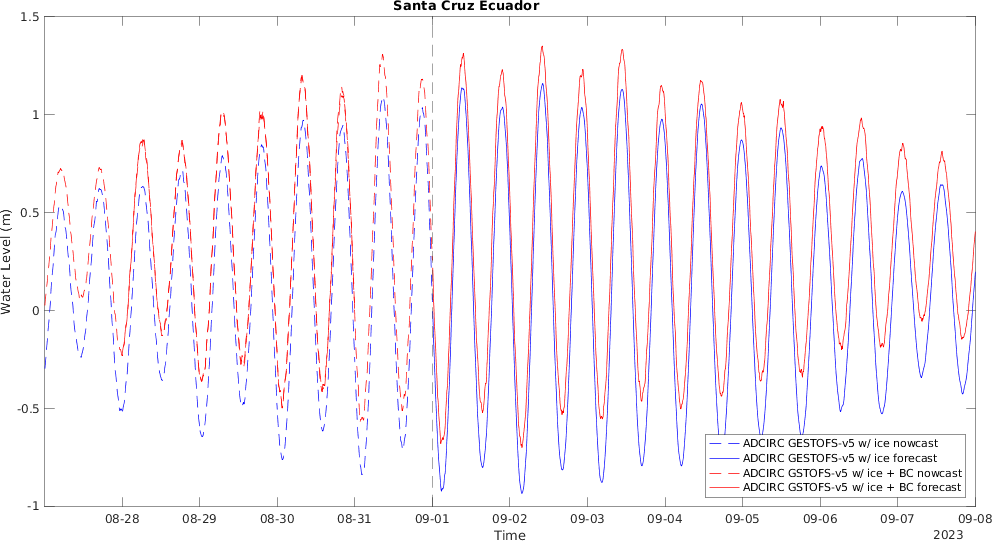 Santa Cruz Ecuador
1.5
1
0.5
0
-0.5
-1
Water Level (m)
08-28 08-29 08-30 08-31 09-01 09-02 09-03 09-04 09-05 09-06 09-07 09-08
Time
2023
ADCIRC GESTOFS-v5 w/ ice nowcast
ADCIRC GESTOFS-v5 w/ ice forecast
ADCIRC GSTOFS-v5 w/ ice + BC nowcast
ADCIRC GSTOFS-v5 w/ ice + BC forecast